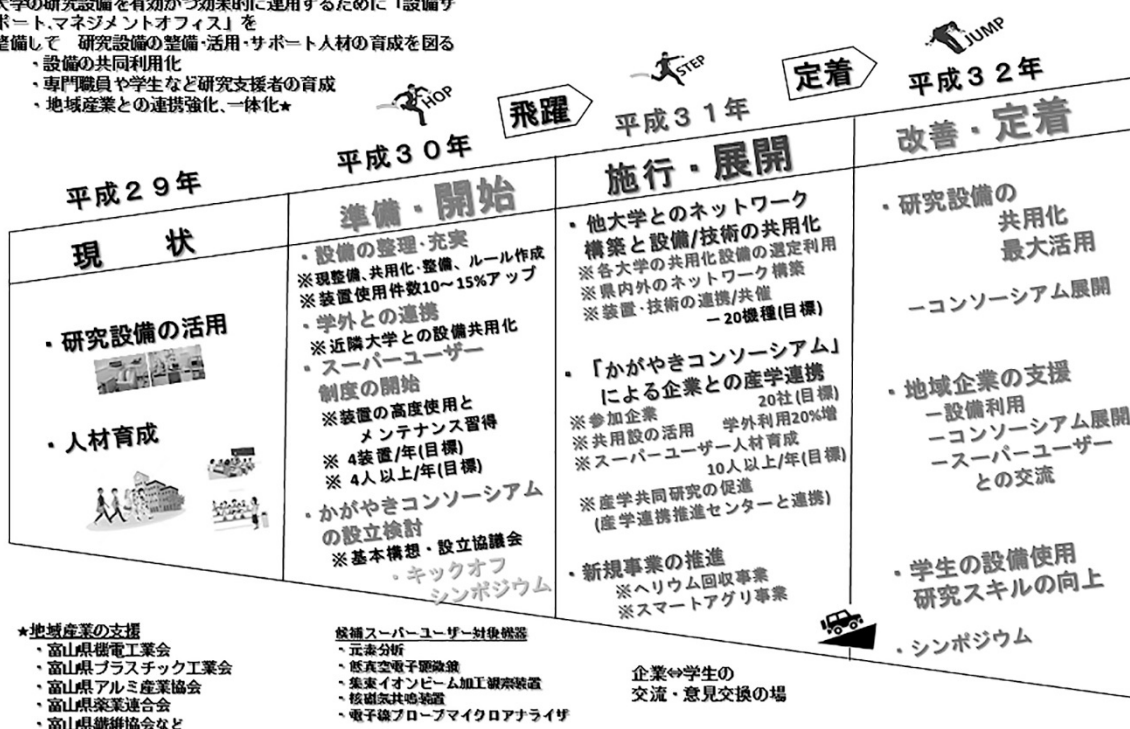 大学の研究設備を有効かつ効果的に運用するために「設備サ
ポート、マネジメントオフィス」を
整備して　研究設備の整備・活用・サポート人材の育成を図る
・設備の共同利用化
・専門職員や学生など研究支援者の育成
・地域産業との連携強化、一体化★
HOP
飛躍
STEP
定着
JUMP
平成２９年
現　状
・研究設備の活用
・人材育成
平成３０年
準備・開始
・設備の整理・充実
※現整備、共用化・整備、ルール作成
※装置使用件数10～15%アップ
・学外との連携
※近隣大学との設備共用化
・スーパーユーザー
制度の開始
※装置の高度使用と
メンテナンス習得
※ 4装置/年(目標)
※ 4人以上/年(目標)
・かがやきコンソーシアム
の設立検討
※基本構想・設立協議会
・キックオフ
シンポジウム
平成３１年
施行・展開
・他大学とのネットワーク
構築と設備/技術の共用化
※各大学の共用化設備の選定利用
※県内外のネットワーク構築
※装置・技術の連携/共催
－20機種(目標)
・「かがやきコンソーシアム」
による企業との産学連携
※参加企業　20社(目標)
※共用設の活用　学外利用20%増
※スーパーユーザー人材育成
10人以上/年(目標)
※産学共同研究の促進
(産学連携推進センターと連携)
・新規事業の推進
※ヘリウム回収事業
※スマートアグリ事業
平成３２年
改善・定着
・研究設備の
共用化
最大活用
－コンソーシアム展開
・地域企業の支援
－設備利用
－コンソーシアム展開
－スーパーユーザー
との交流
・学生の設備使用
研究スキルの向上
・シンポジウム
★地域産業の支援
・富山県機電工業会
・富山県プラスチック工業会
・富山県アルミ産業協会
・富山県薬業連合会
・富山県繊維協会など
候補スーパーユーザー対象機器
・元素分析
・低真空電子顕微鏡
・集束イオンビーム加工観察装置
・核磁気共鳴装置
・電子線プローブマイクロアナライザ
企業⇔学生の
交流・意見交換の場